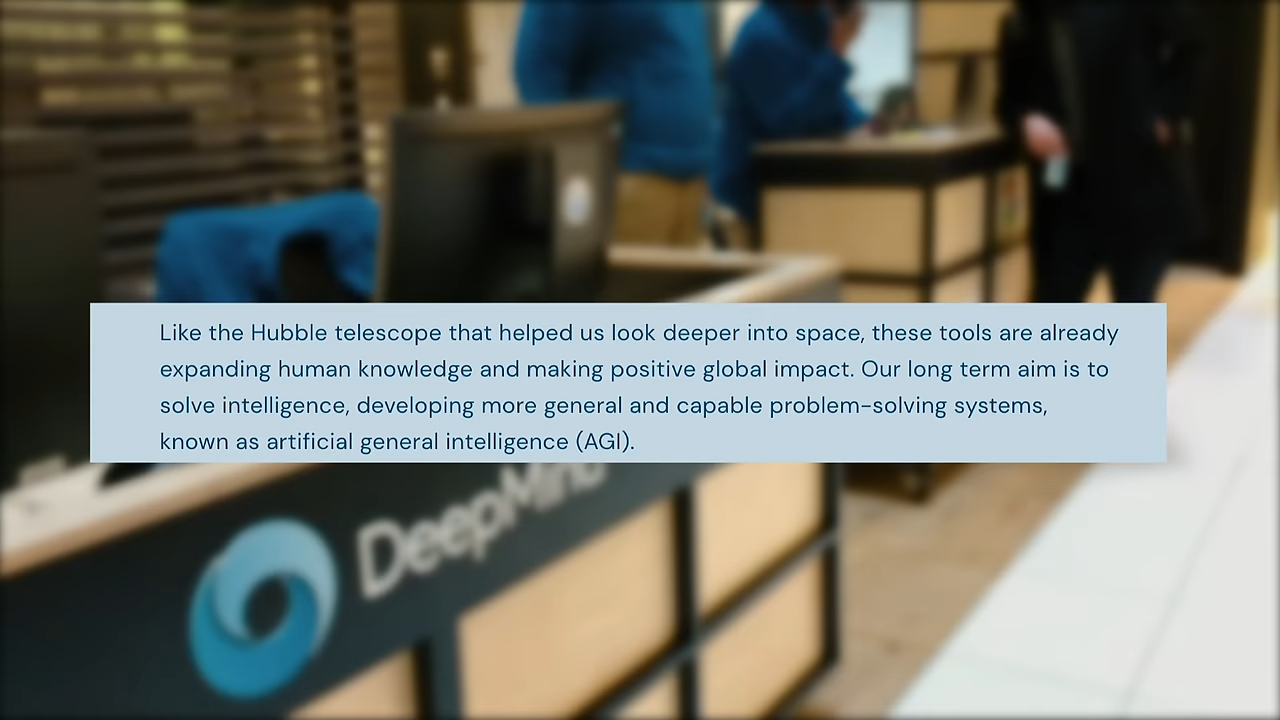 Like the Hubble telescope that helped us look deeper into space, these tools are already
expanding human knowledge and making positive global impact. Our long term aim is to
solve intelligence, developing more general and capable problem-solving systems,
known as artificial general intelligence (AGI).
DeepMind